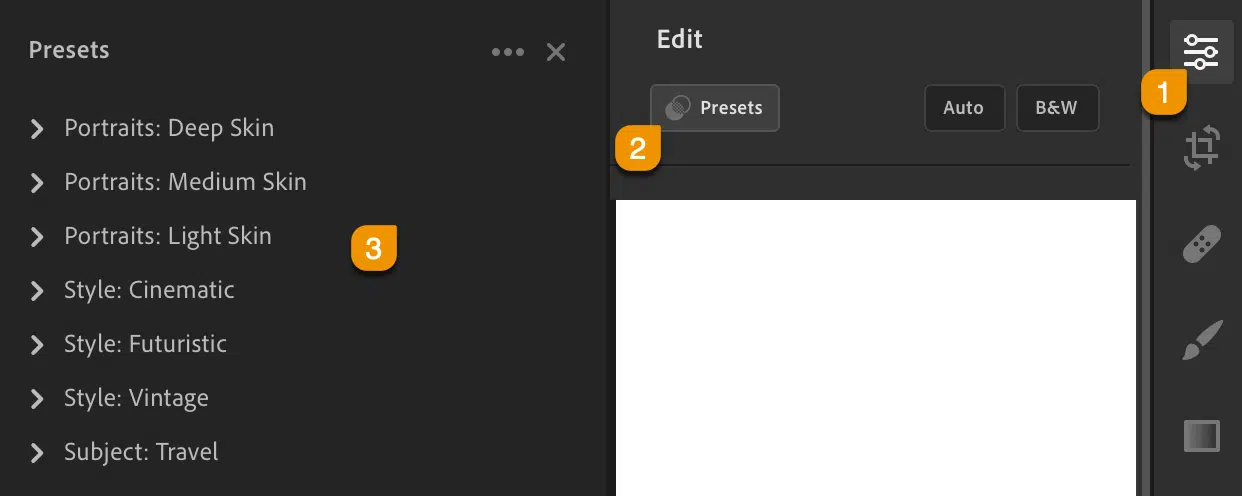 Presets
Portraits: Deep Skin
Portraits: Medium Skin
Portraits: Light Skin
3
Style: Cinematic
Style: Futuristic
Style: Vintage
Subject: Travel
Edit
Presets
Auto
B&W
2
1